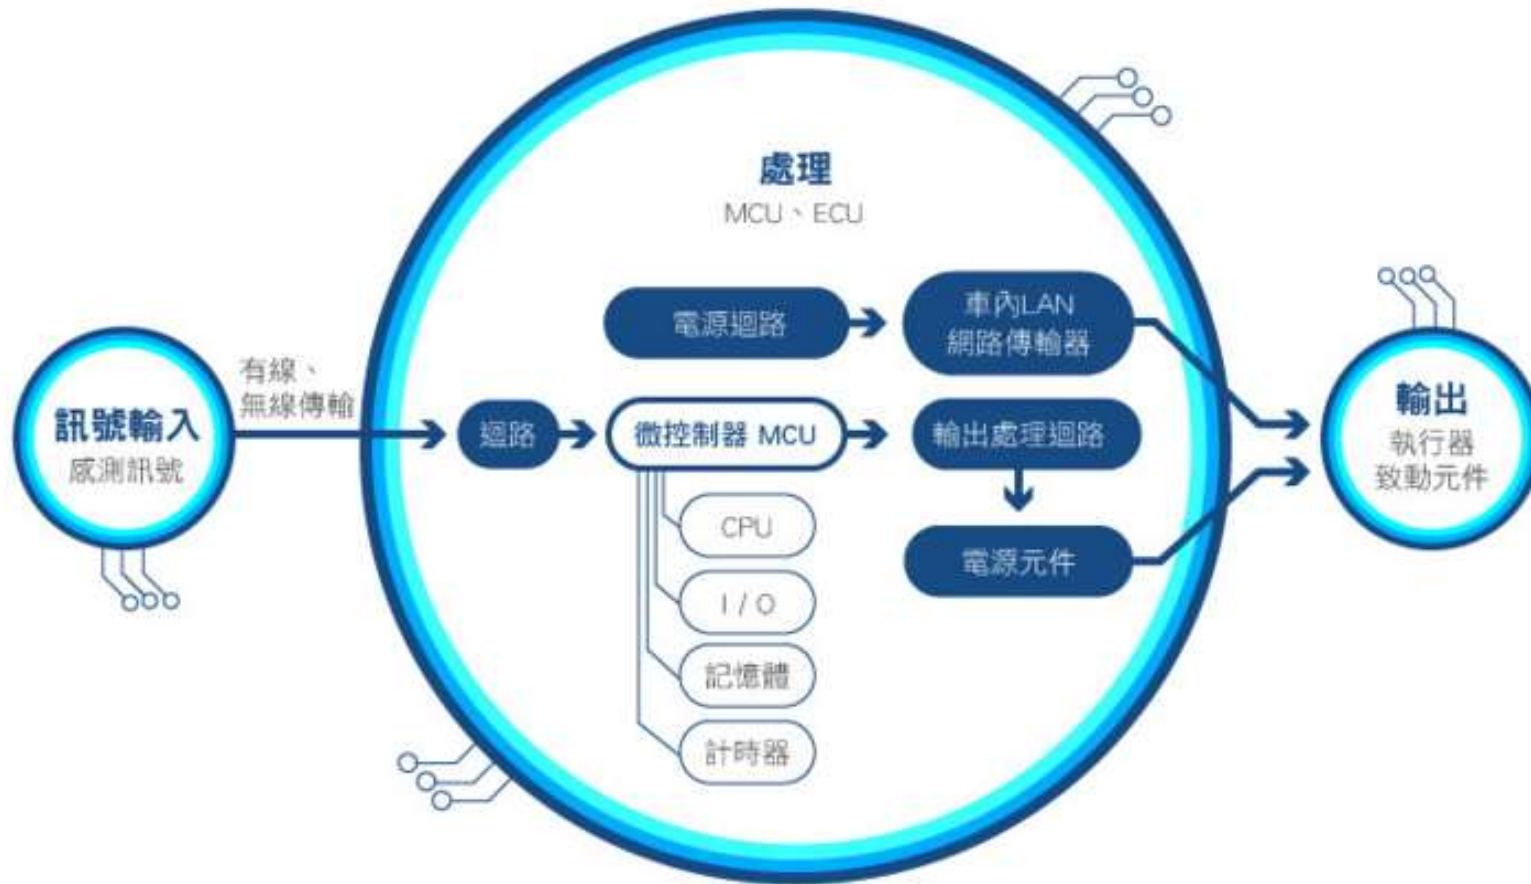 處理
MCU、ECU
電源迴路
車內LAN
網路傳輸器
訊號輸入
感測訊號
有線、
無線傳輸
迴路
微控制器 MCU
輸出處理迴路
CPU
I / O
記憶體
計時器
電源元件
輸出
執行器
致動元件